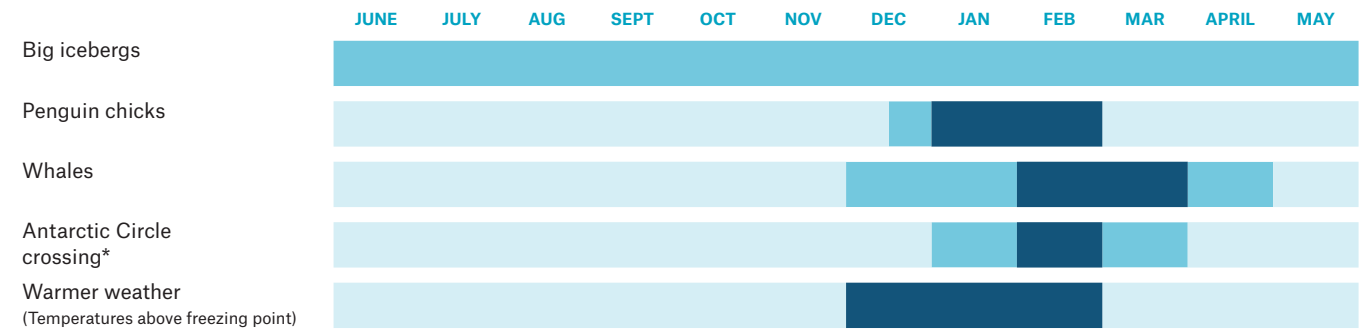 JUNE JULY AUG SEPT OCT NOV DEC JAN FEB MAR APRIL MAY
Big icebergs
Penguin chicks
Whales
Antarctic Circle
crossing*
Warmer weather
(Temperatures above freezing point)